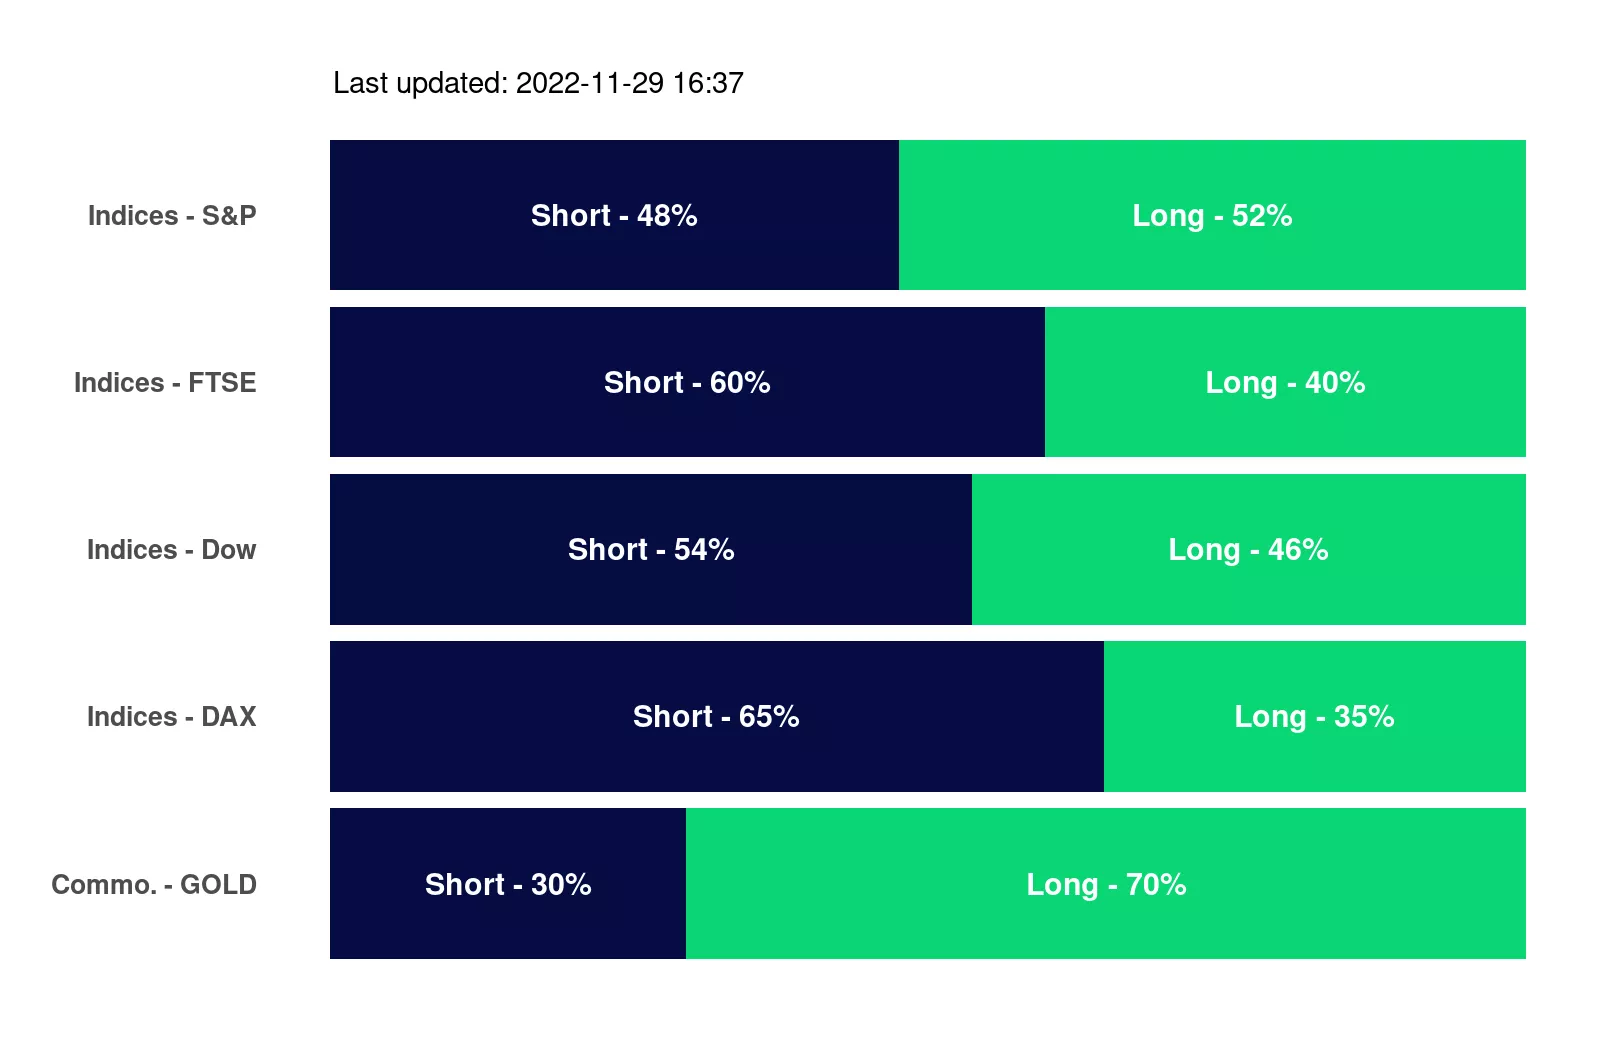 Last updated: 2022-11-29 16:37
Indices - S&P Short - 48% Long - 52%
Indices - FTSE Short - 60% Long - 40%
Indices - Dow Short - 54% Long - 46%
Indices - DAX Short - 65% Long - 35%
Commo. - GOLD Short - 30% Long - 70%